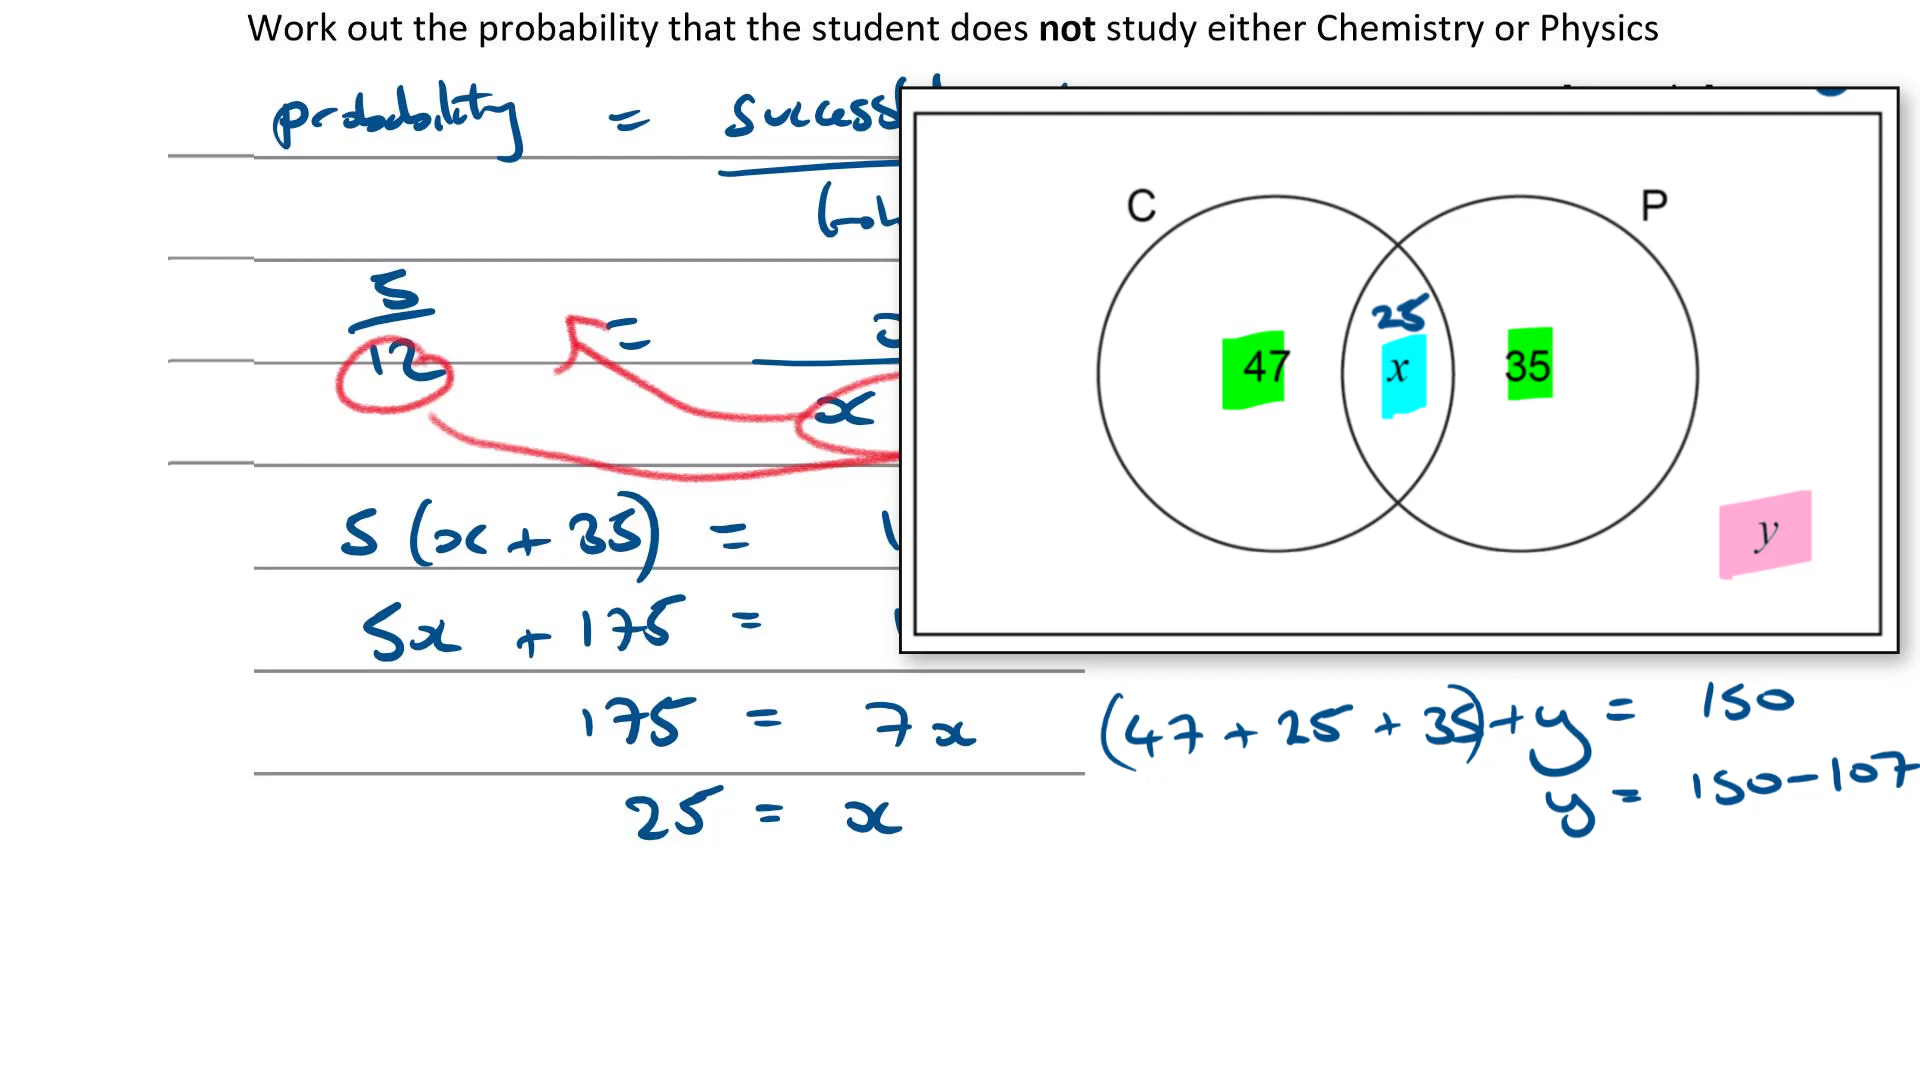 Work out the probability that the student does not study either Chemistry or Physics
probability = success
5
12
=
x
5 (x + 35) =
5x + 175 =
175 = 7x
25 = x
C P
25
47 x 35
y
(47 + 25 + 35) + y = 150
y = 150 - 107